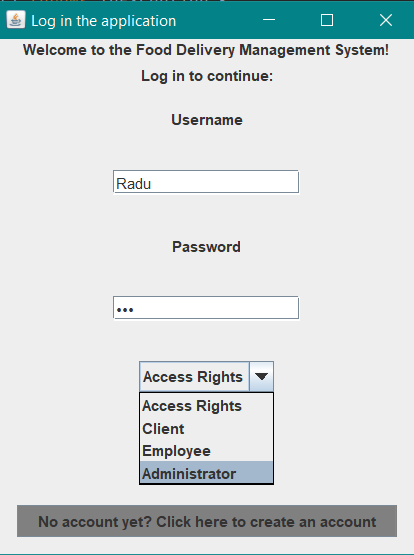 Log in the application
Welcome to the Food Delivery Management System!
Log in to continue:
Username
Radu
Password
•••
Access Rights
Access Rights
Client
Employee
Administrator
No account yet? Click here to create an account